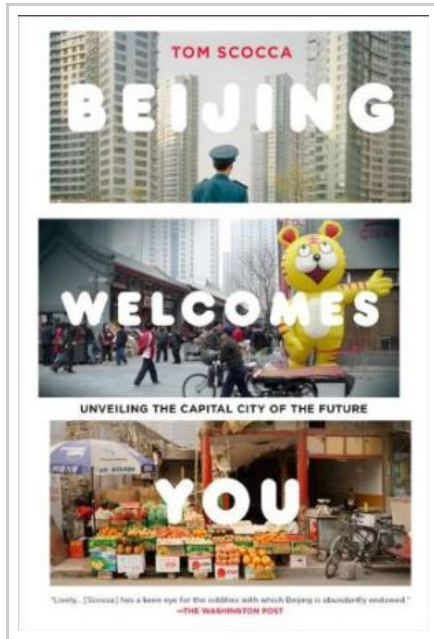 TOM SCOCCA
BEIJING
WELCOMES
UNVEILING THE CAPITAL CITY OF THE FUTURE
YOU
"Lively... [Scocca] has a keen eye for the oddities with which Beijing is abundantly endowed."
—THE WASHINGTON POST